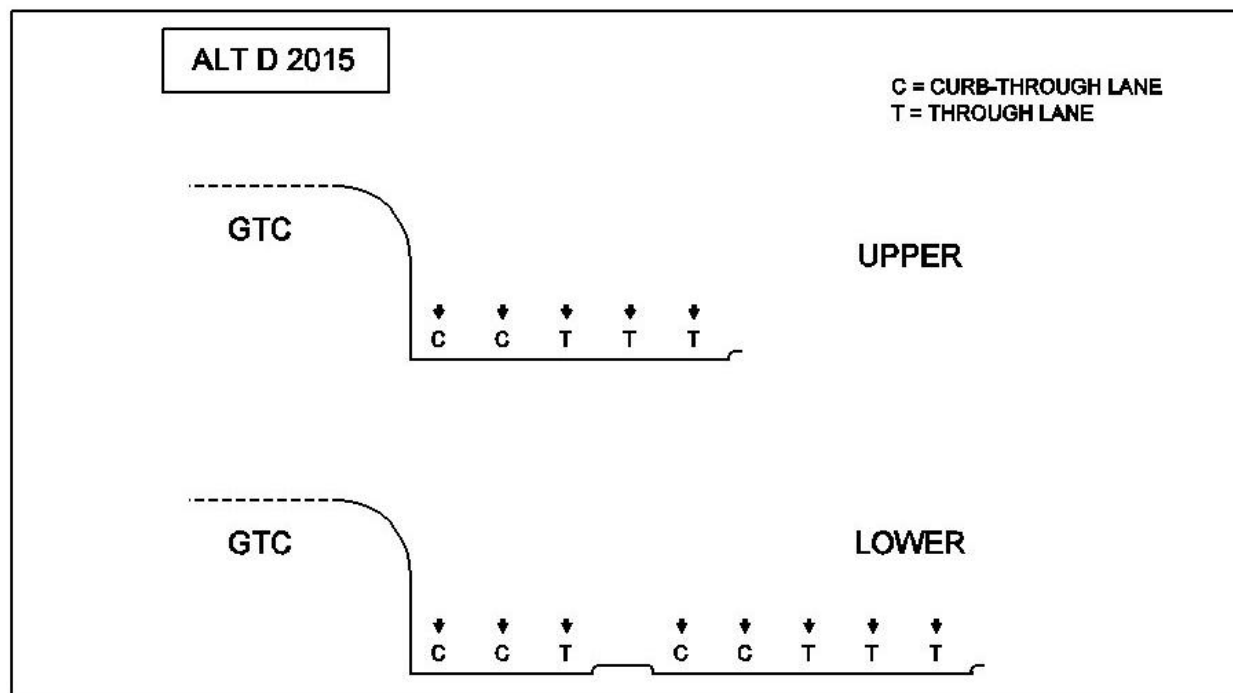 ALT D 2015
C = CURB-THROUGH LANE
T = THROUGH LANE
GTC
UPPER
C C T T T
GTC
LOWER
C C T C C T T T